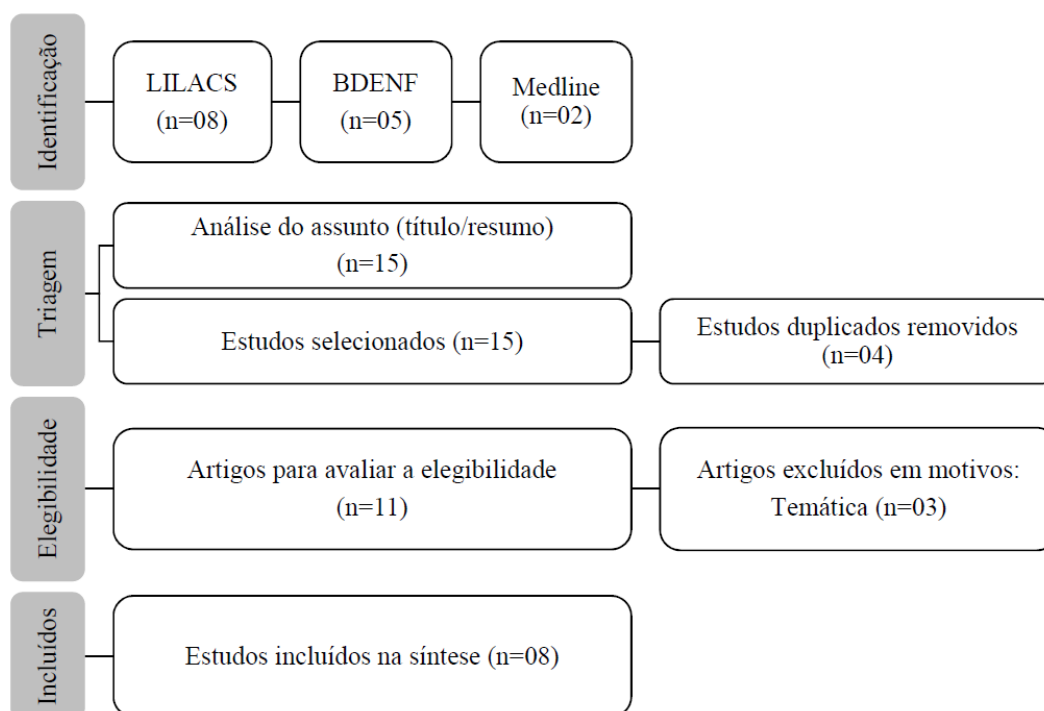 Identificação
LILACS
(n=08)
BDENF
(n=05)
Medline
(n=02)
Triagem
Análise do assunto (título/resumo)
(n=15)
Estudos selecionados (n=15)
Estudos duplicados removidos
(n=04)
Elegibilidade
Artigos para avaliar a elegibilidade
(n=11)
Artigos excluídos em motivos:
Temática (n=03)
Incluídos
Estudos incluídos na síntese (n=08)